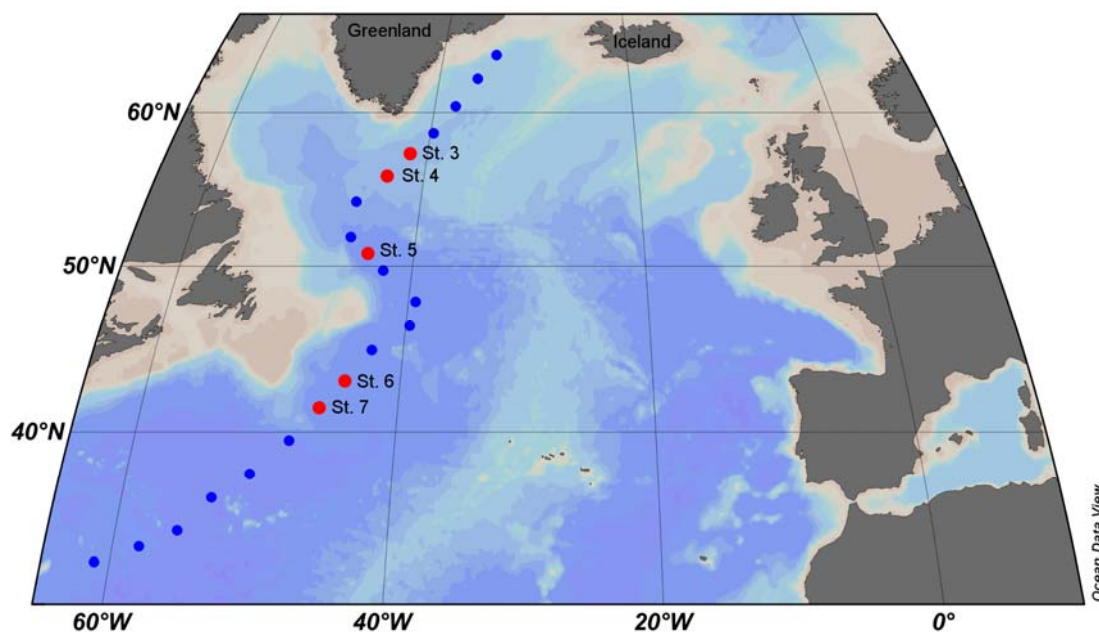 Greenland
Iceland
60°N
St. 3
St. 4
St. 5
50°N
St. 6
St. 7
40°N
Ocean Data View
60°W
40°W
20°W
0°